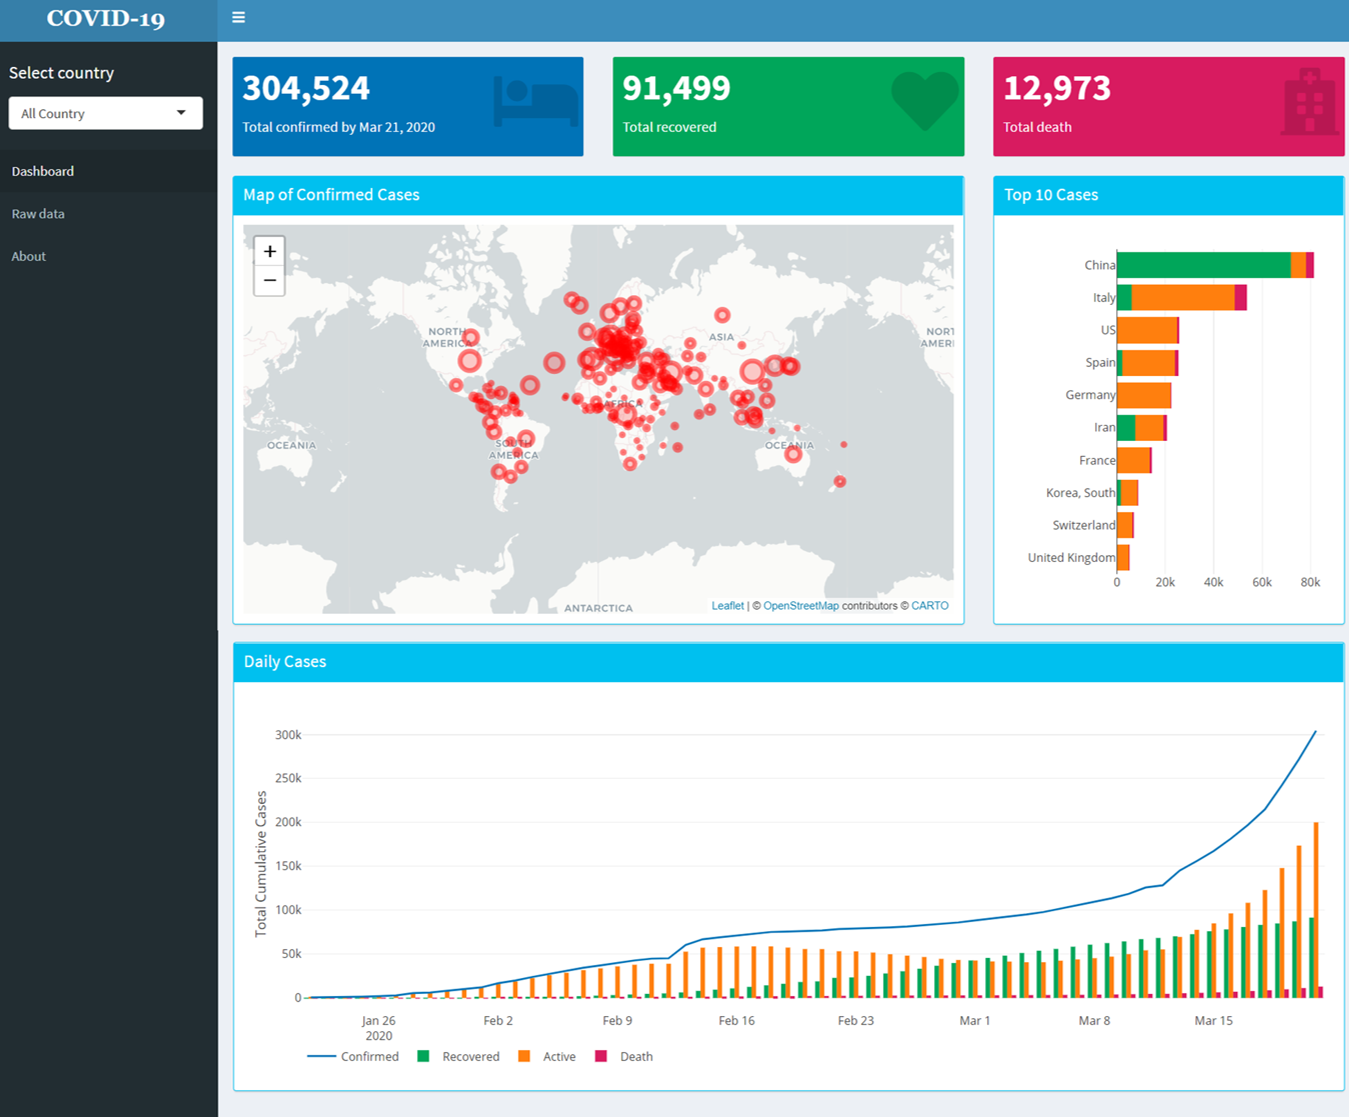 COVID-19
Select country
All Country
Dashboard
Raw data
About
304,524
Total confirmed by Mar 21, 2020
91,499
Total recovered
12,973
Total death
Map of Confirmed Cases
+
−
NORTH
AMERICA
ASIA
NORT
AMERI
AFRICA
OCEANIA
SOUTH
AMERICA
OCEANIA
ANTARCTICA
Leaflet | © OpenStreetMap contributors © CARTO
Top 10 Cases
China
Italy
US
Spain
Germany
Iran
France
Korea, South
Switzerland
United Kingdom
0 20k 40k 60k 80k
Daily Cases
Total Cumulative Cases
300k
250k
200k
150k
100k
50k
0
Jan 26 Feb 2 Feb 9 Feb 16 Feb 23 Mar 1 Mar 8 Mar 15
2020
Confirmed Recovered Active Death